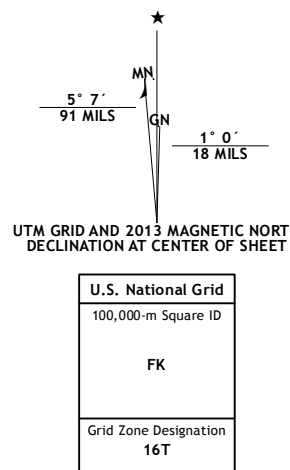 ★
MN.
5° 7´
91 MILS
GN
1° 0´
18 MILS
UTM GRID AND 2013 MAGNETIC NORT
DECLINATION AT CENTER OF SHEET
U.S. National Grid
100,000-m Square ID
FK
Grid Zone Designation
16T